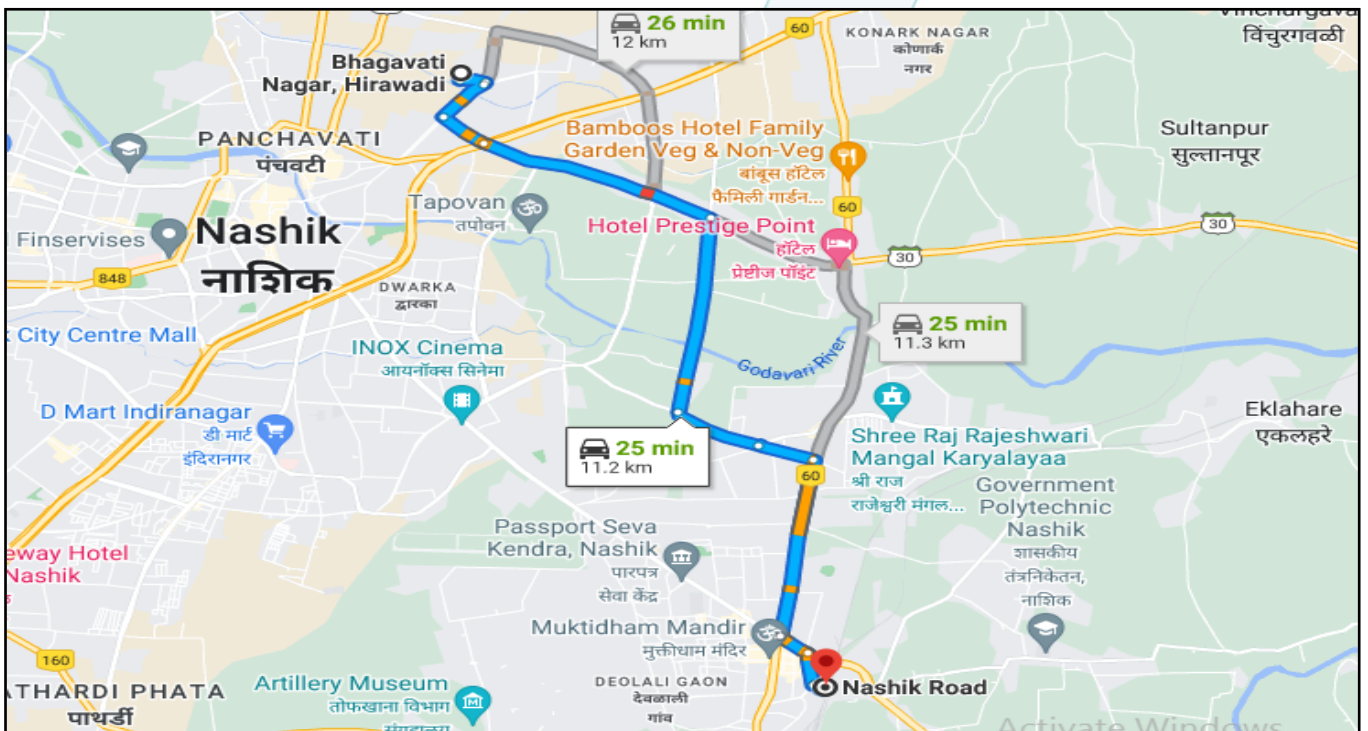 26 min
12 km
60
KONARK NAGAR
कोणार्क
नगर
विंचुरगवळी
Bhagavati
Nagar, Hirawadi
PANCHAVATI
पंचवटी
Bamboos Hotel Family
Garden Veg & Non-Veg
बांबूस हॉटेल
फॅमिली गार्डन...
Sultanpur
सुल्तानपूर
Tapovan
तपोवन
60
Finservises
Nashik
नाशिक
Hotel Prestige Point
हॉटेल
प्रेष्टीज पॉइंट
30
30
848
DWARKA
द्वारका
25 min
11.3 km
City Centre Mall
INOX Cinema
आयनॉक्स सिनेमा
Godavari River
D Mart Indiranagar
डी मार्ट
इंदिरानगर
Eklahare
एकलहरे
25 min
11.2 km
Shree Raj Rajeshwari
Mangal Karyalayaa
श्री राज
राजेश्वरी मंगल...
60
Government
Polytechnic
Nashik
शासकीय
तंत्रनिकेतन,
नाशिक
Passport Seva
Kendra, Nashik
पारपत्र
सेवा केंद्र
eway Hotel
Nashik
Muktidham Mandir
मुक्तीधाम मंदिर
160
ATHARDI PHATA
पाथर्डी
Artillery Museum
तोफखाना विभाग
DEOLALI GAON
देवळाली
गांव
Nashik Road
Activate Windows